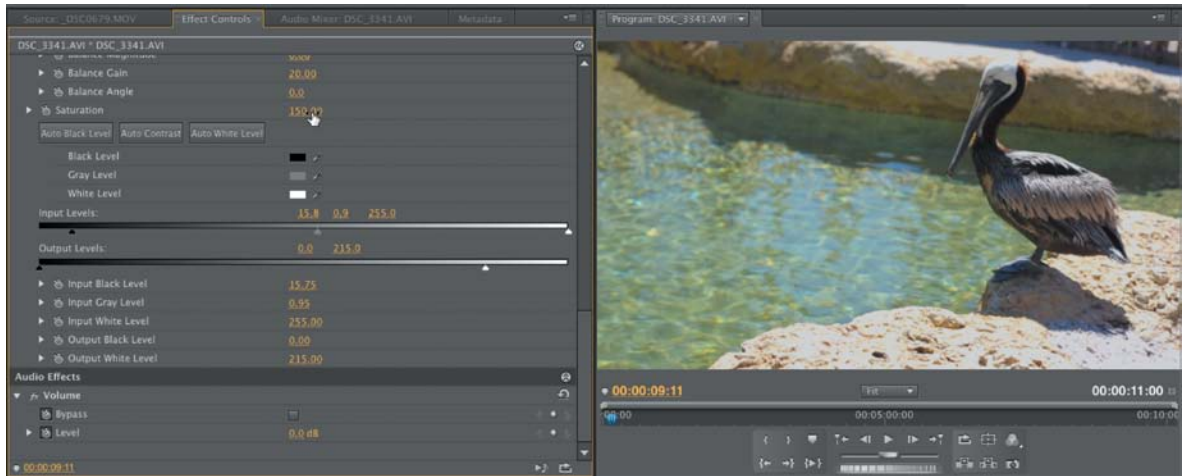 Source: _DSC0679.MOV Effect Controls Audio Mixer: DSC_3341.AVI Metadata
Program: DSC_3341.AVI
DSC_3341.AVI * DSC_3341.AVI
Balance Magnitude
Balance Gain 20.00
Balance Angle 0.0
Saturation 150.00
Auto Black Level Auto Contrast Auto White Level
Black Level
Gray Level
White Level
Input Levels: 15.8 0.9 255.0
Output Levels: 0.0 215.0
Input Black Level 15.75
Input Gray Level 0.95
Input White Level 255.00
Output Black Level 0.00
Output White Level 215.00
Audio Effects
fx Volume
Bypass
Level 0.0 dB
00:00:09:11
00:00:09:11 Fit 00:00:11:00
00:00 00:05:00:00 00:10:00